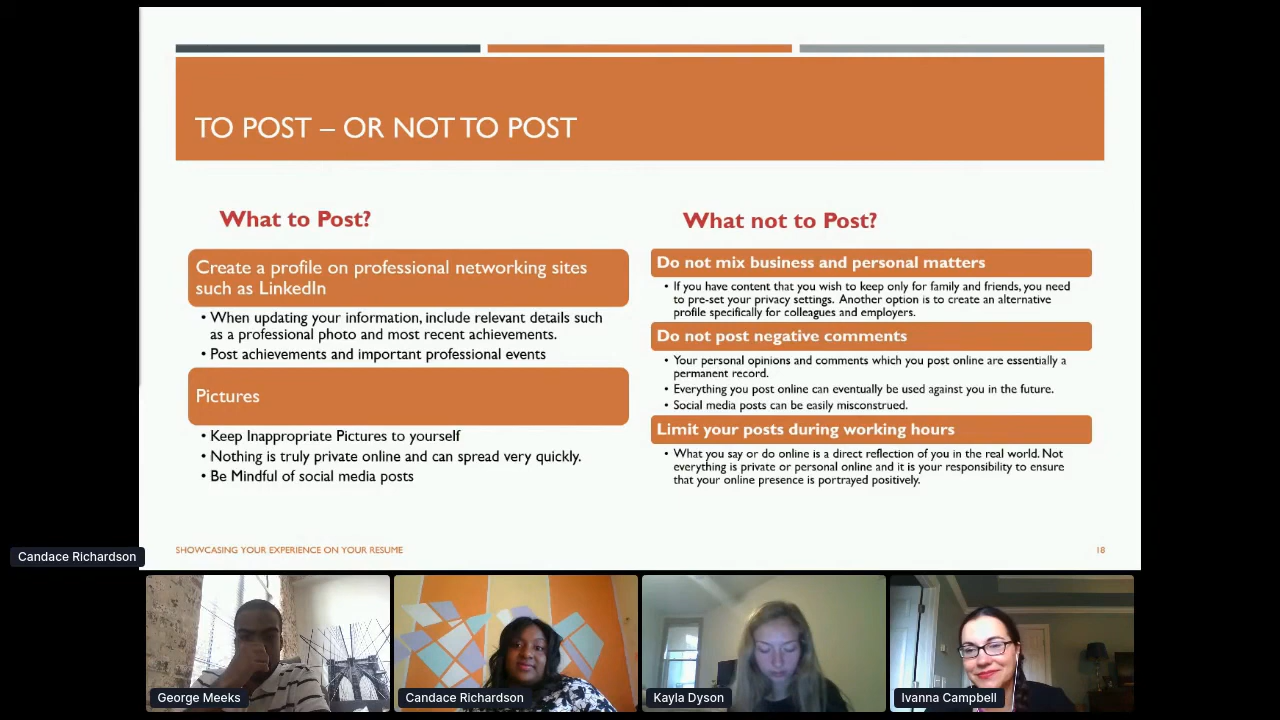 TO POST – OR NOT TO POST
What to Post?
Create a profile on professional networking sites
such as LinkedIn
• When updating your information, include relevant details such
as a professional photo and most recent achievements.
• Post achievements and important professional events
Pictures
• Keep Inappropriate Pictures to yourself
• Nothing is truly private online and can spread very quickly.
• Be Mindful of social media posts
What not to Post?
Do not mix business and personal matters
• If you have content that you wish to keep only for family and friends, you need
to pre-set your privacy settings. Another option is to create an alternative
profile specifically for colleagues and employers.
Do not post negative comments
• Your personal opinions and comments which you post online are essentially a
permanent record.
• Everything you post online can eventually be used against you in the future.
• Social media posts can be easily misconstrued.
Limit your posts during working hours
• What you say or do online is a direct reflection of you in the real world. Not
everything is private or personal online and it is your responsibility to ensure
that your online presence is portrayed positively.
SHOWCASING YOUR EXPERIENCE ON YOUR RESUME
18
Candace Richardson
George Meeks
Candace Richardson
Kayla Dyson
Ivanna Campbell